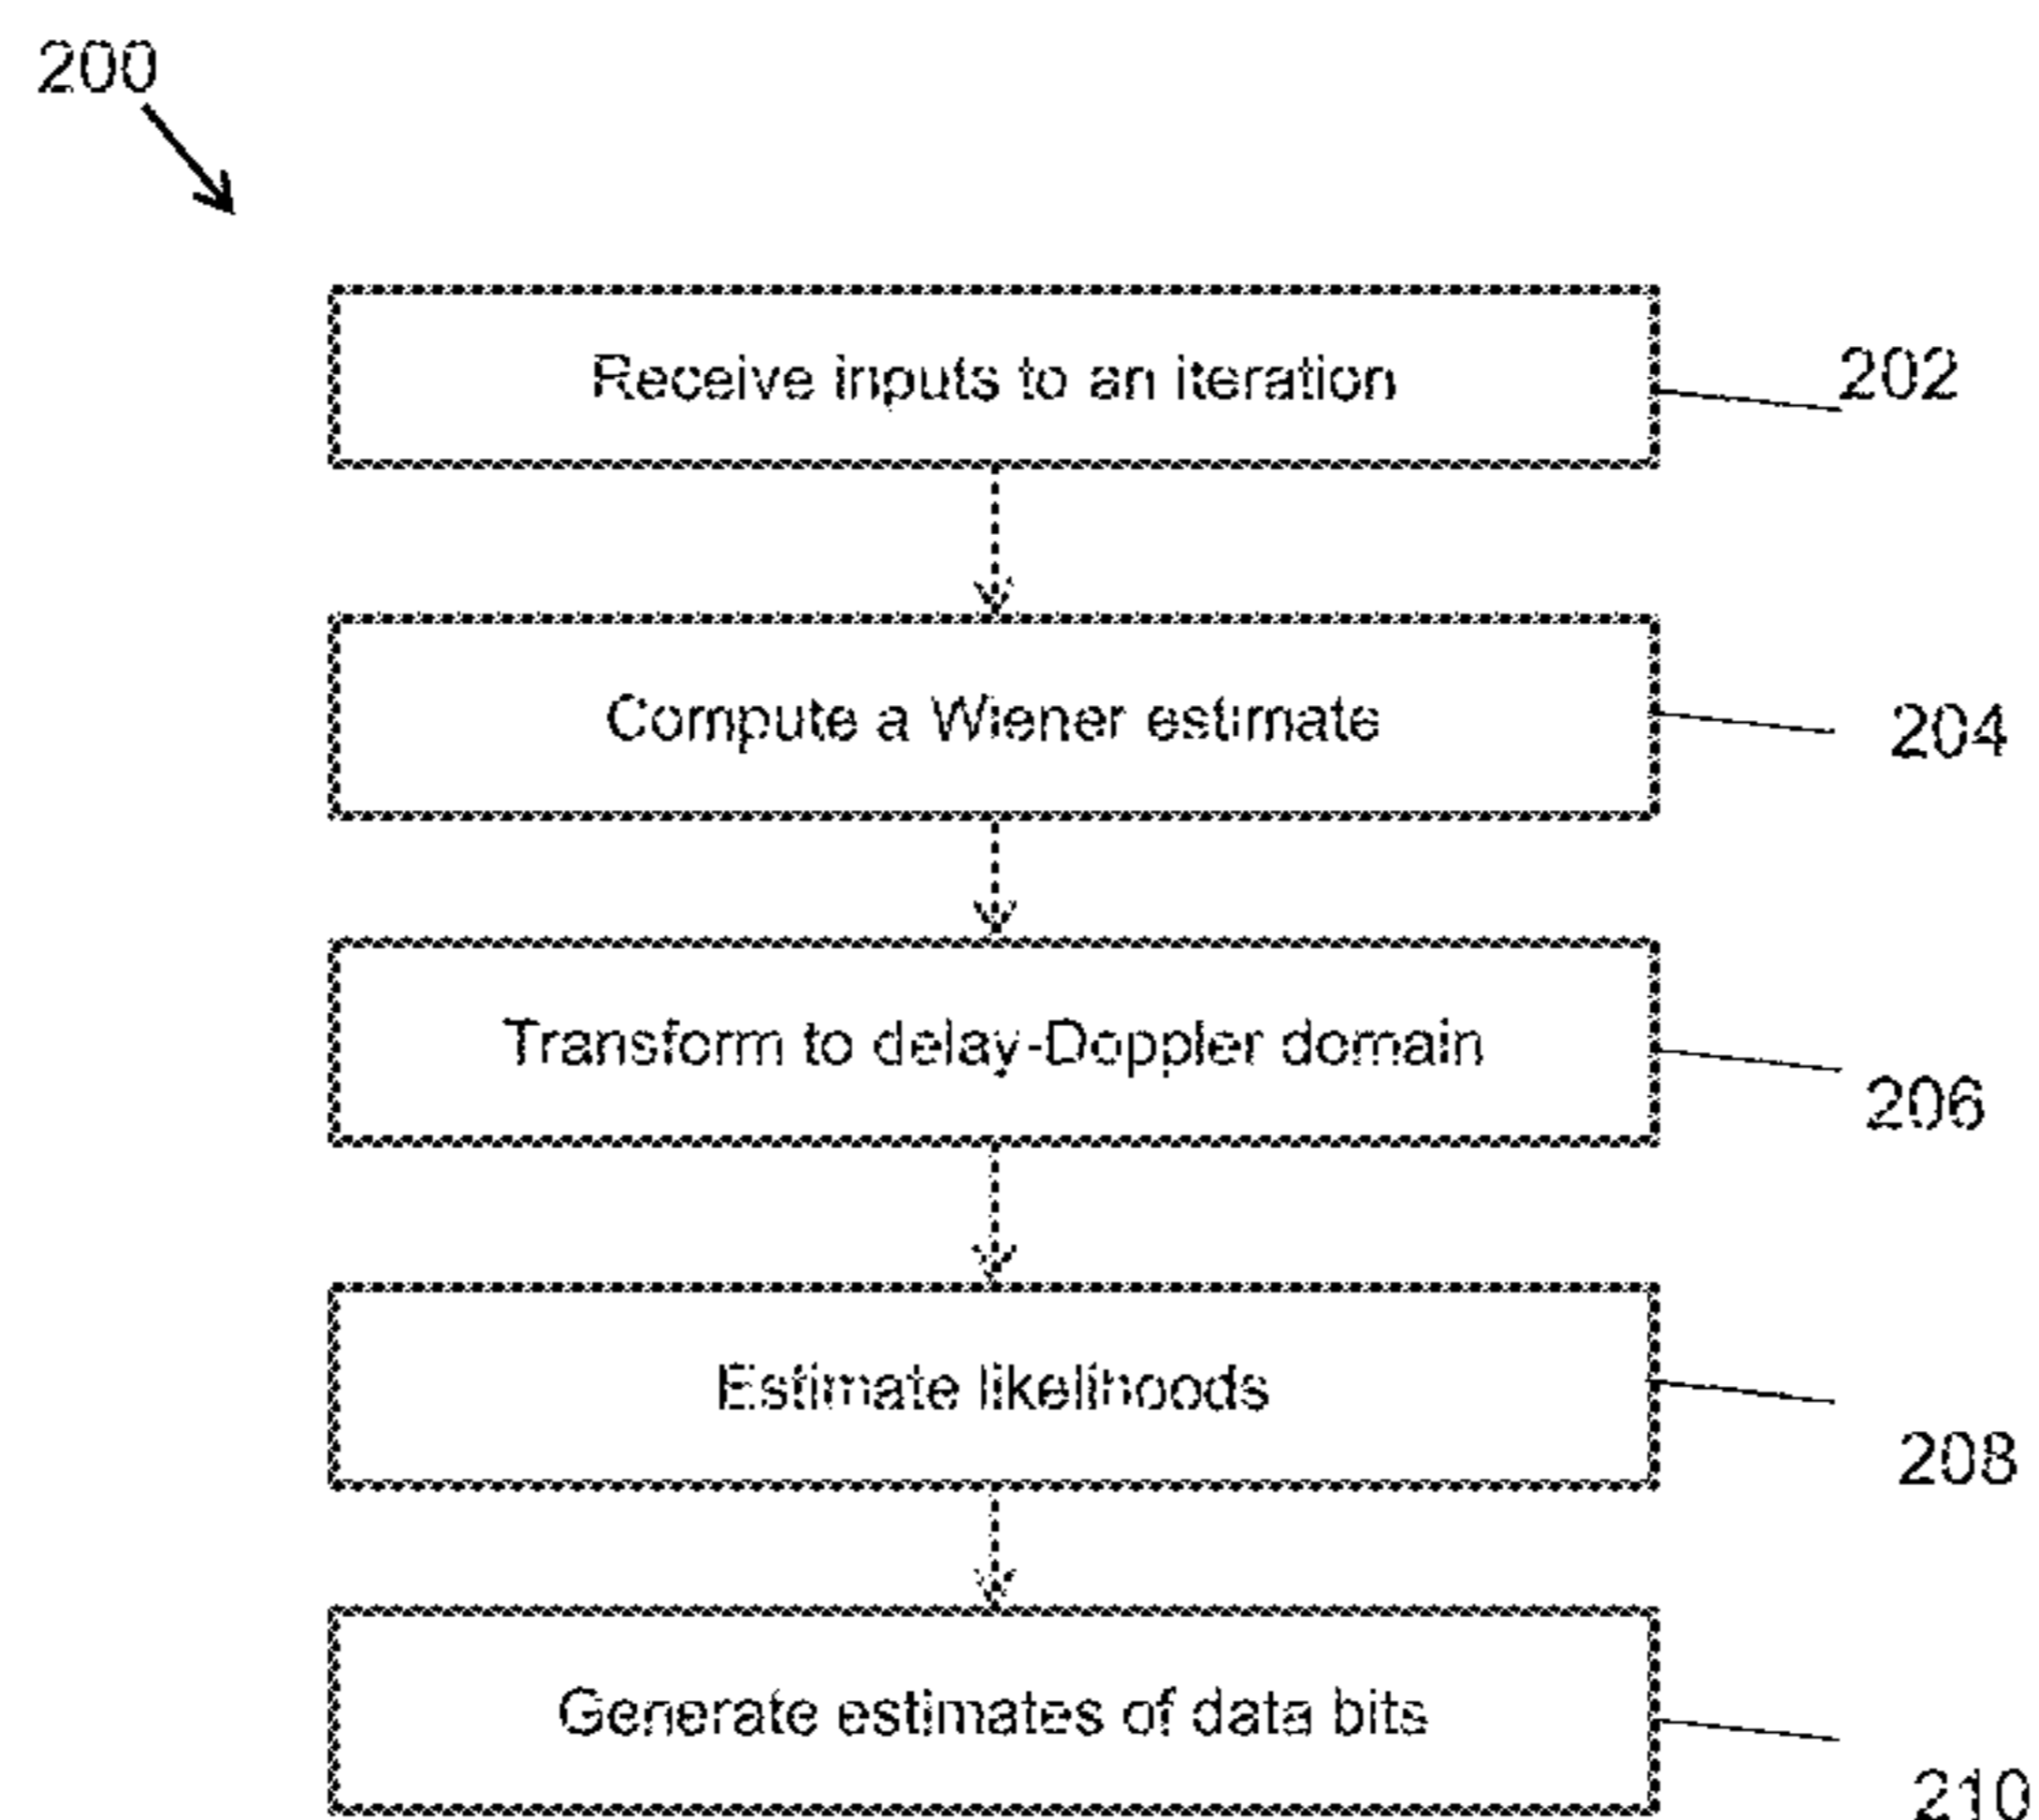 200
Receive inputs to an iteration
202
Compute a Wiener estimate
204
Transform to delay-Doppler domain
206
Estimate likelihoods
208
Generate estimates of data bits
210